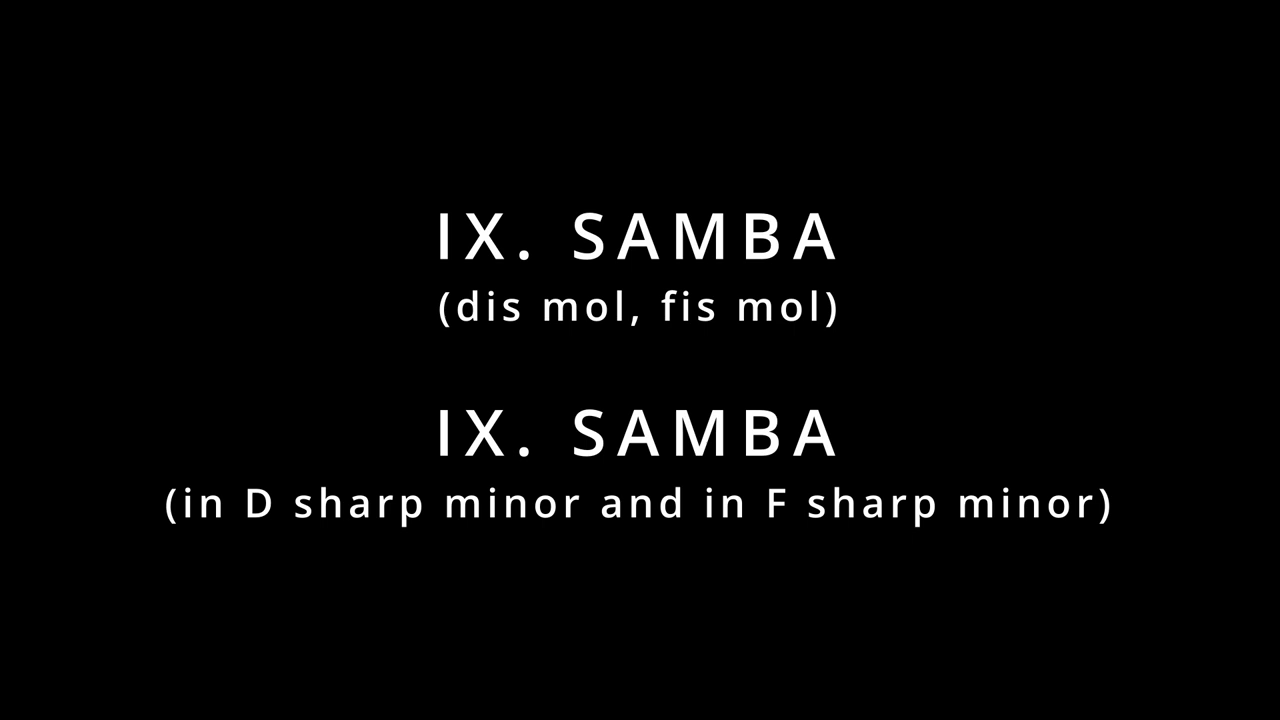 IX. SAMBA
(dis mol, fis mol)
IX. SAMBA
(in D sharp minor and in F sharp minor)